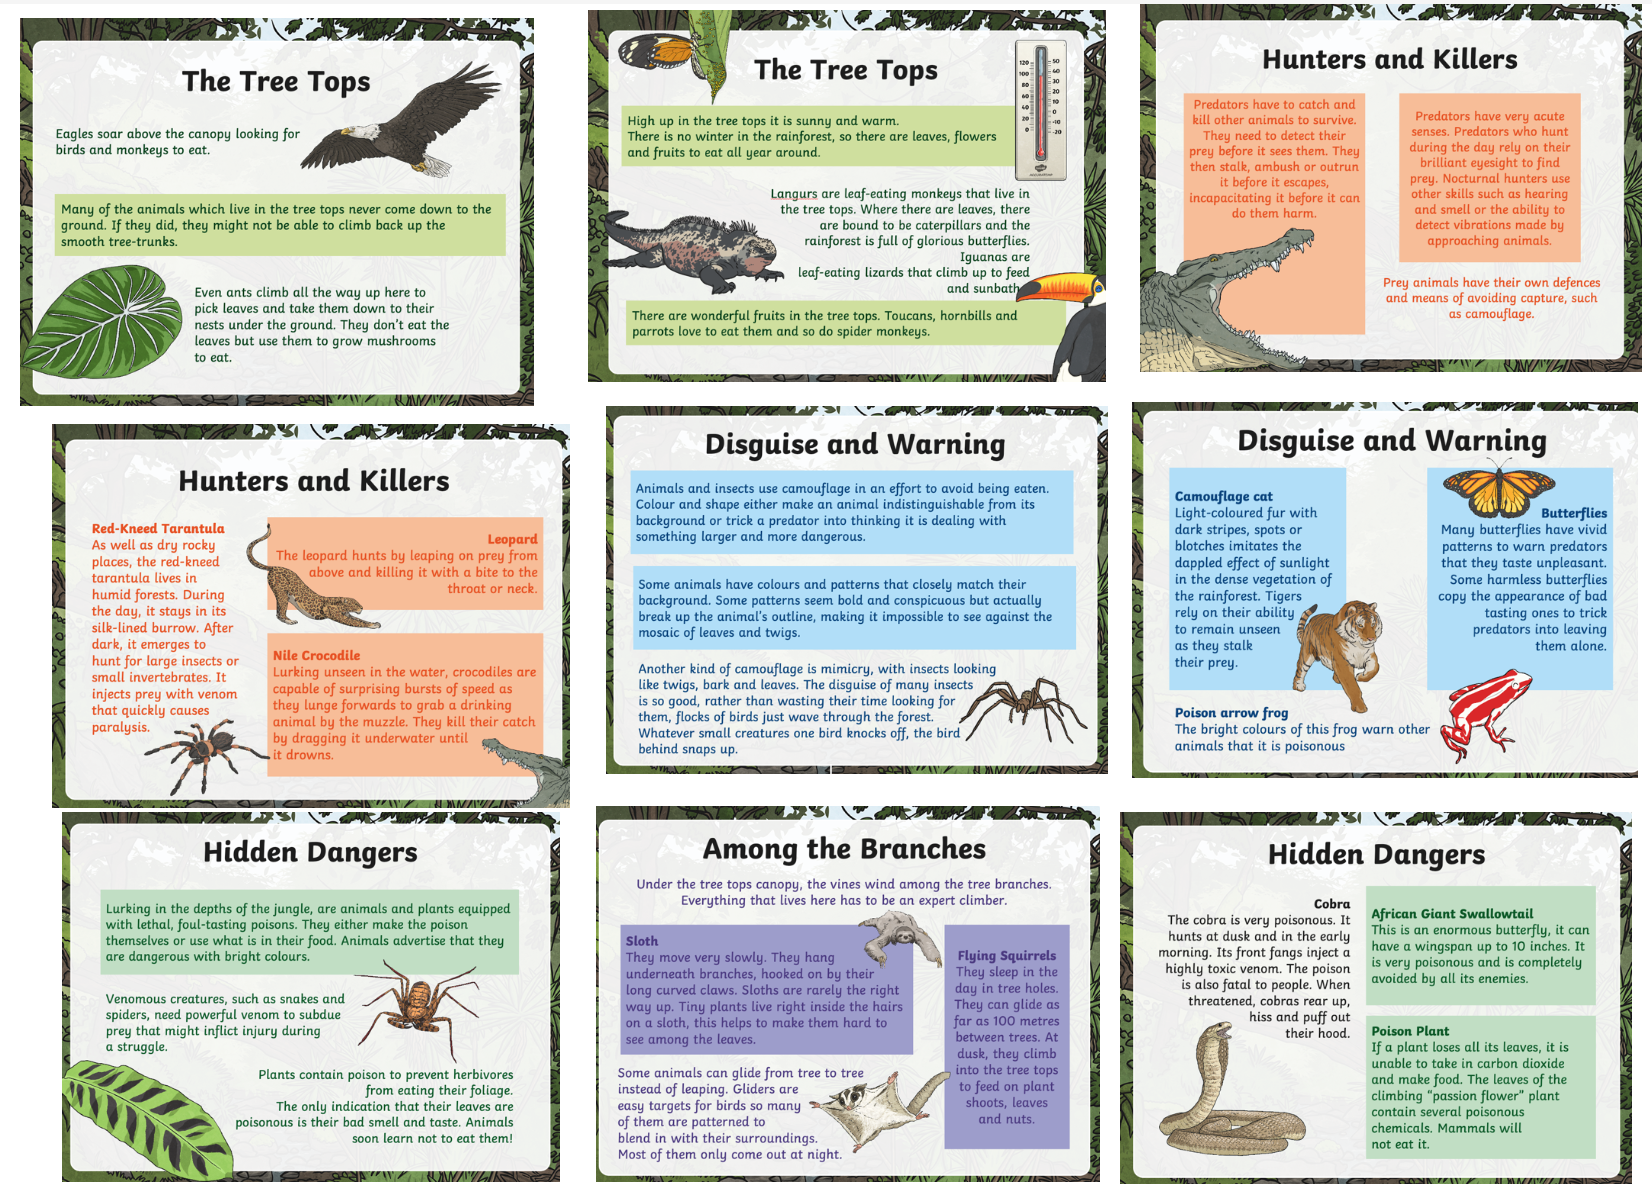 The Tree Tops
Eagles soar above the canopy looking for
birds and monkeys to eat.
Many of the animals which live in the tree tops never come down to the
ground. If they did, they might not be able to climb back up the
smooth tree-trunks.
Even ants climb all the way up here to
pick leaves and take them down to their
nests under the ground. They don't eat the
leaves but use them to grow mushrooms
to eat.
The Tree Tops
120
100
80
60
40
20
0
50
40
30
20
10
0
-10
-20
High up in the tree tops it is sunny and warm.
There is no winter in the rainforest, so there are leaves, flowers
and fruits to eat all year around.
Langurs are leaf-eating monkeys that live in
the tree tops. Where there are leaves, there
are bound to be caterpillars and the
rainforest is full of glorious butterflies.
Iguanas are
leaf-eating lizards that climb up to feed
and sunbath
There are wonderful fruits in the tree tops. Toucans, hornbills and
parrots love to eat them and so do spider monkeys.
Hunters and Killers
Predators have to catch and
kill other animals to survive.
They need to detect their
prey before it sees them. They
then stalk, ambush or outrun
it before it escapes,
incapacitating it before it can
do them harm.
Predators have very acute
senses. Predators who hunt
during the day rely on their
brilliant eyesight to find
prey. Nocturnal hunters use
other skills such as hearing
and smell or the ability to
detect vibrations made by
approaching animals.
Prey animals have their own defences
and means of avoiding capture, such
as camouflage.
Hunters and Killers
Red-Kneed Tarantula
As well as dry rocky
places, the red-kneed
tarantula lives in
humid forests. During
the day, it stays in its
silk-lined burrow. After
dark, it emerges to
hunt for large insects or
small invertebrates. It
injects prey with venom
that quickly causes
paralysis.
Leopard
The leopard hunts by leaping on prey from
above and killing it with a bite to the
throat or neck.
Nile Crocodile
Lurking unseen in the water, crocodiles are
capable of surprising bursts of speed as
they lunge forwards to grab a drinking
animal by the muzzle. They kill their catch
by dragging it underwater until
it drowns.
Disguise and Warning
Animals and insects use camouflage in an effort to avoid being eaten.
Colour and shape either make an animal indistinguishable from its
background or trick a predator into thinking it is dealing with
something larger and more dangerous.
Some animals have colours and patterns that closely match their
background. Some patterns seem bold and conspicuous but actually
break up the animal's outline, making it impossible to see against the
mosaic of leaves and twigs.
Another kind of camouflage is mimicry, with insects looking
like twigs, bark and leaves. The disguise of many insects
is so good, rather than wasting their time looking for
them, flocks of birds just wave through the forest.
Whatever small creatures one bird knocks off, the bird
behind snaps up.
Disguise and Warning
Camouflage cat
Light-coloured fur with
dark stripes, spots or
blotches imitates the
dappled effect of sunlight
in the dense vegetation of
the rainforest. Tigers
rely on their ability
to remain unseen
as they stalk
their prey.
Butterflies
Many butterflies have vivid
patterns to warn predators
that they taste unpleasant.
Some harmless butterflies
copy the appearance of bad
tasting ones to trick
predators into leaving
them alone.
Poison arrow frog
The bright colours of this frog warn other
animals that it is poisonous
Hidden Dangers
Lurking in the depths of the jungle, are animals and plants equipped
with lethal, foul-tasting poisons. They either make the poison
themselves or use what is in their food. Animals advertise that they
are dangerous with bright colours.
Venomous creatures, such as snakes and
spiders, need powerful venom to subdue
prey that might inflict injury during
a struggle.
Plants contain poison to prevent herbivores
from eating their foliage.
The only indication that their leaves are
poisonous is their bad smell and taste. Animals
soon learn not to eat them!
Among the Branches
Under the tree tops canopy, the vines wind among the tree branches.
Everything that lives here has to be an expert climber.
Sloth
They move very slowly. They hang
underneath branches, hooked on by their
long curved claws. Sloths are rarely the right
way up. Tiny plants live right inside the hairs
on a sloth, this helps to make them hard to
see among the leaves.
Flying Squirrels
They sleep in the
day in tree holes.
They can glide as
far as 100 metres
between trees. At
dusk, they climb
into the tree tops
to feed on plant
shoots, leaves
and nuts.
Some animals can glide from tree to tree
instead of leaping. Gliders are
easy targets for birds so many
of them are patterned to
blend in with their surroundings.
Most of them only come out at night.
Hidden Dangers
Cobra
The cobra is very poisonous. It
hunts at dusk and in the early
morning. Its front fangs inject a
highly toxic venom. The poison
is also fatal to people. When
threatened, cobras rear up,
hiss and puff out
their hood.
African Giant Swallowtail
This is an enormous butterfly, it can
have a wingspan up to 10 inches. It
is very poisonous and is completely
avoided by all its enemies.
Poison Plant
If a plant loses all its leaves, it is
unable to take in carbon dioxide
and make food. The leaves of the
climbing "passion flower" plant
contain several poisonous
chemicals. Mammals will
not eat it.